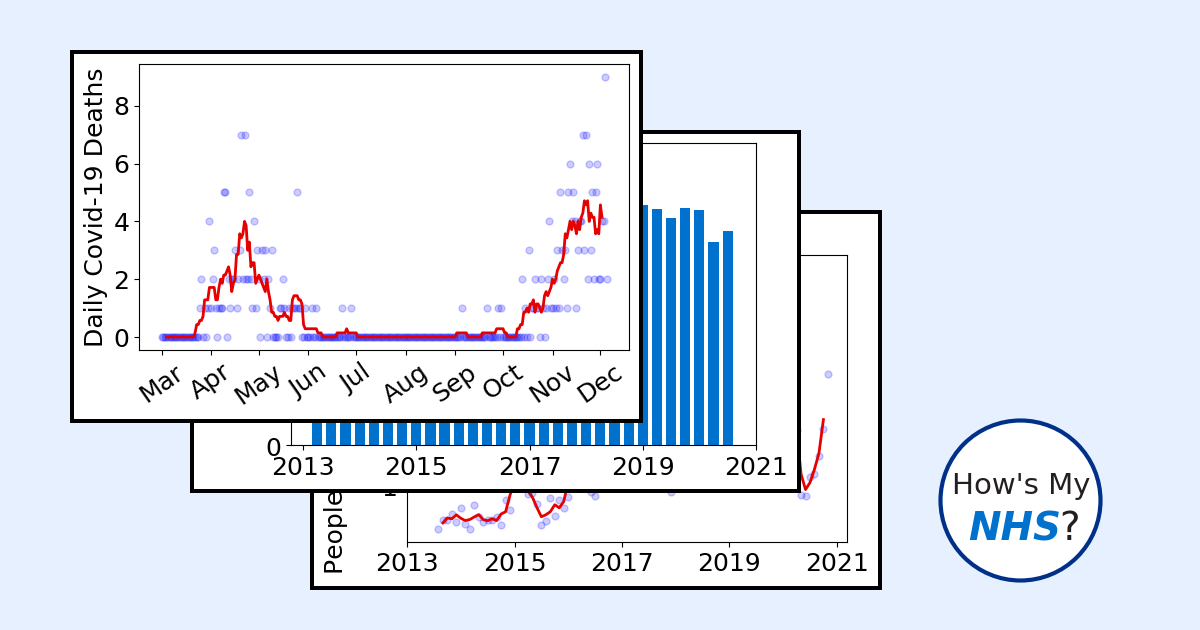 Daily Covid-19 Deaths
8
6
4
2
0
Mar Apr May Jun Jul Aug Sep Oct Nov Dec
0
2013 2015 2017 2019 2021
People
2013 2015 2017 2019 2021
How's My
NHS?